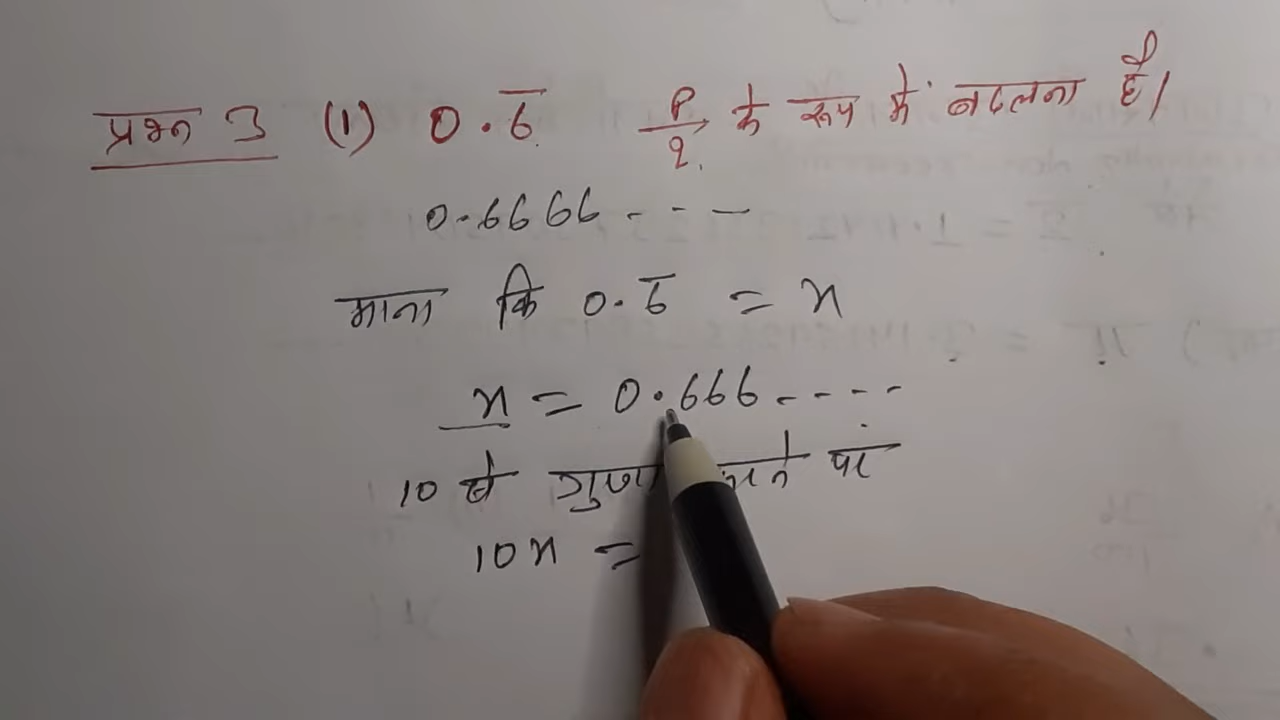 प्रश्न 3 (1) 0.6̅ p/q के रूप में बदलना है।
0.6666 - - -
माना कि 0.6̅ = x
x = 0.666 - - - -
10 से गुणा करने पर
10x =